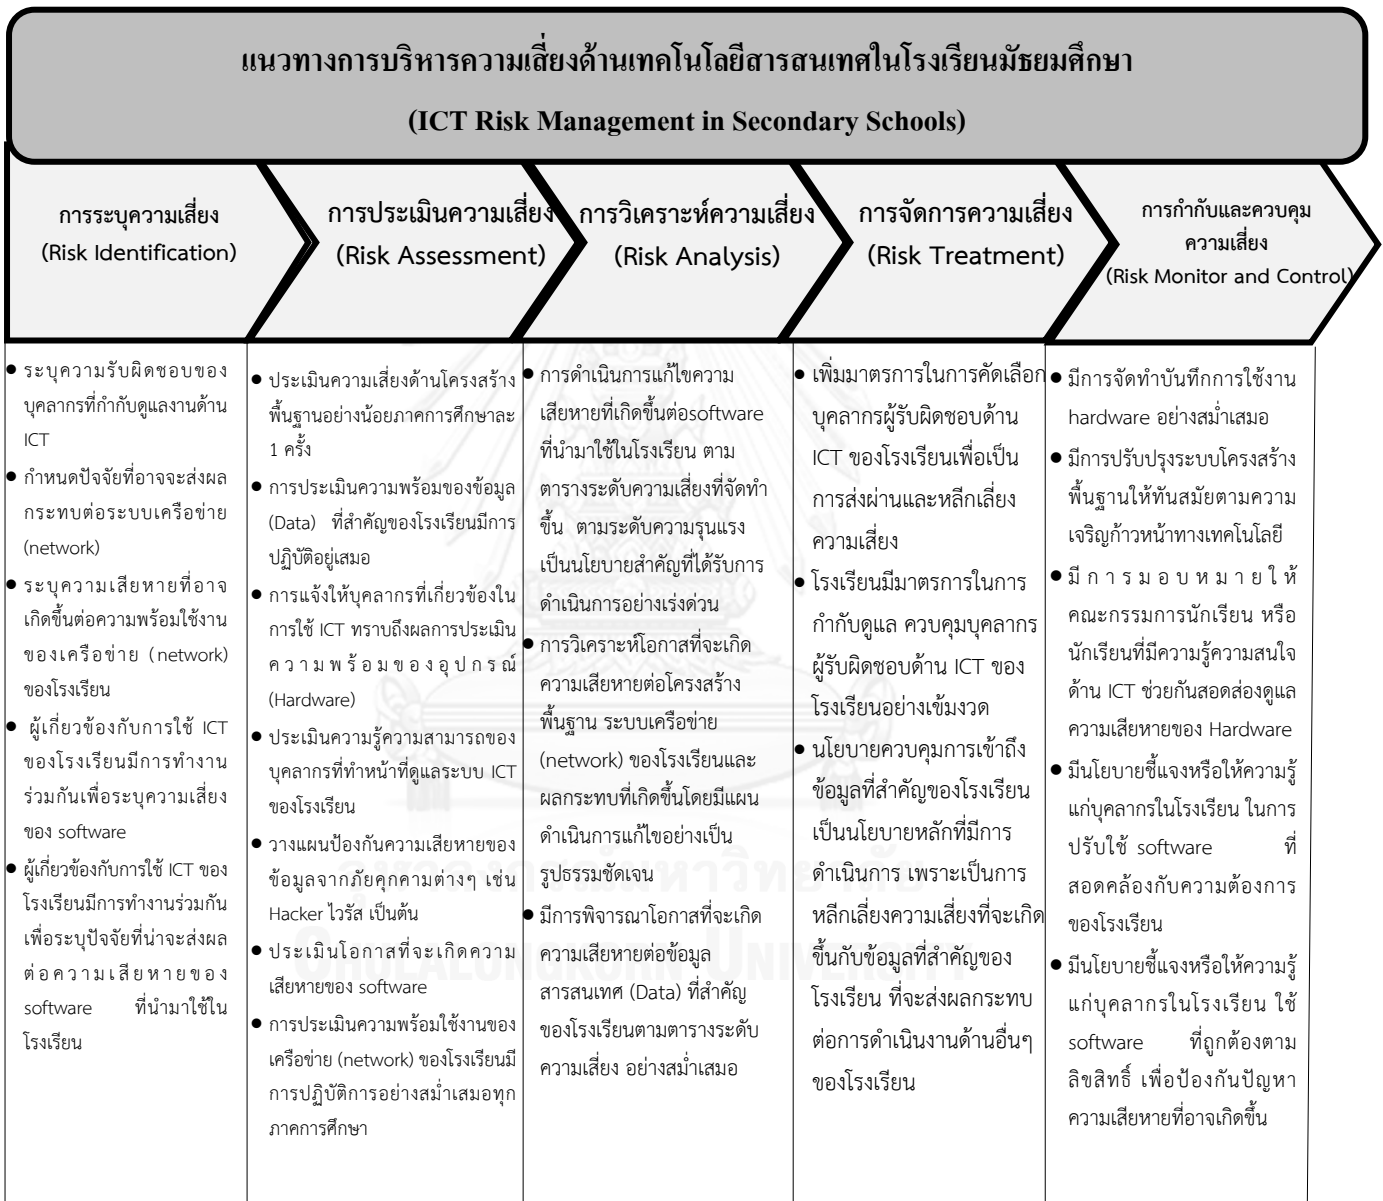 แนวทางการบริหารความเสี่ยงด้านเทคโนโลยีสารสนเทศในโรงเรียนมัธยมศึกษา
(ICT Risk Management in Secondary Schools)
การระบุความเสี่ยง
(Risk Identification)
การประเมินความเสี่ยง
(Risk Assessment)
การวิเคราะห์ความเสี่ยง
(Risk Analysis)
การจัดการความเสี่ยง
(Risk Treatment)
การกำกับและควบคุม
ความเสี่ยง
(Risk Monitor and Control)
● ระบุความรับผิดชอบของ
บุคลากรที่กำกับดูแลงานด้าน
ICT
● กำหนดปัจจัยที่อาจจะส่งผล
กระทบต่อระบบเครือข่าย
(network)
● ระบุความเสียหายที่อาจ
เกิดขึ้นต่อความพร้อมใช้งาน
ของเครือข่าย (network)
ของโรงเรียน
● ผู้เกี่ยวข้องกับการใช้ ICT
ของโรงเรียนมีการทำงาน
ร่วมกันเพื่อระบุความเสี่ยง
ของ software
● ผู้เกี่ยวข้องกับการใช้ ICT ของ
โรงเรียนมีการทำงานร่วมกัน
เพื่อระบุปัจจัยที่น่าจะส่งผล
ต่อความเสียหายของ
software ที่นำมาใช้ใน
โรงเรียน
● ประเมินความเสี่ยงด้านโครงสร้าง
พื้นฐานอย่างน้อยภาคการศึกษาละ
1 ครั้ง
● การประเมินความพร้อมของข้อมูล
(Data) ที่สำคัญของโรงเรียนมีการ
ปฏิบัติอยู่เสมอ
● การแจ้งให้บุคลากรที่เกี่ยวข้องใน
การใช้ ICT ทราบถึงผลการประเมิน
ความพร้อมของอุปกรณ์
(Hardware)
● ประเมินความรู้ความสามารถของ
บุคลากรที่ทำหน้าที่ดูแลระบบ ICT
ของโรงเรียน
● วางแผนป้องกันความเสียหายของ
ข้อมูลจากภัยคุกคามต่างๆ เช่น
Hacker ไวรัส เป็นต้น
● ประเมินโอกาสที่จะเกิดความ
เสียหายของ software
● การประเมินความพร้อมใช้งานของ
เครือข่าย (network) ของโรงเรียนมี
การปฏิบัติการอย่างสม่ำเสมอทุก
ภาคการศึกษา
● การดำเนินการแก้ไขความ
เสียหายที่เกิดขึ้นต่อsoftware
ที่นำมาใช้ในโรงเรียน ตาม
ตารางระดับความเสี่ยงที่จัดทำ
ขึ้น ตามระดับความรุนแรง
เป็นนโยบายสำคัญที่ได้รับการ
ดำเนินการอย่างเร่งด่วน
● การวิเคราะห์โอกาสที่จะเกิด
ความเสียหายต่อโครงสร้าง
พื้นฐาน ระบบเครือข่าย
(network) ของโรงเรียนและ
ผลกระทบที่เกิดขึ้นโดยมีแผน
ดำเนินการแก้ไขอย่างเป็น
รูปธรรมชัดเจน
● มีการพิจารณาโอกาสที่จะเกิด
ความเสียหายต่อข้อมูล
สารสนเทศ (Data) ที่สำคัญ
ของโรงเรียนตามตารางระดับ
ความเสี่ยง อย่างสม่ำเสมอ
● เพิ่มมาตรการในการคัดเลือก
บุคลากรผู้รับผิดชอบด้าน
ICT ของโรงเรียนเพื่อเป็น
การส่งผ่านและหลีกเลี่ยง
ความเสี่ยง
● โรงเรียนมีมาตรการในการ
กำกับดูแล ควบคุมบุคลากร
ผู้รับผิดชอบด้าน ICT ของ
โรงเรียนอย่างเข้มงวด
● นโยบายควบคุมการเข้าถึง
ข้อมูลที่สำคัญของโรงเรียน
เป็นนโยบายหลักที่มีการ
ดำเนินการ เพราะเป็นการ
หลีกเลี่ยงความเสี่ยงที่จะเกิด
ขึ้นกับข้อมูลที่สำคัญของ
โรงเรียน ที่จะส่งผลกระทบ
ต่อการดำเนินงานด้านอื่นๆ
ของโรงเรียน
● มีการจัดทำบันทึกการใช้งาน
hardware อย่างสม่ำเสมอ
● มีการปรับปรุงระบบโครงสร้าง
พื้นฐานให้ทันสมัยตามความ
เจริญก้าวหน้าทางเทคโนโลยี
● มีการมอบหมายให้
คณะกรรมการนักเรียน หรือ
นักเรียนที่มีความรู้ความสนใจ
ด้าน ICT ช่วยกันสอดส่องดูแล
ความเสียหายของ Hardware
● มีนโยบายชี้แจงหรือให้ความรู้
แก่บุคลากรในโรงเรียน ในการ
ปรับใช้ software ที่
สอดคล้องกับความต้องการ
ของโรงเรียน
● มีนโยบายชี้แจงหรือให้ความรู้
แก่บุคลากรในโรงเรียน ใช้
software ที่ถูกต้องตาม
ลิขสิทธิ์ เพื่อป้องกันปัญหา
ความเสียหายที่อาจเกิดขึ้น
จุฬาลงกรณ์มหาวิทยาลัย
CHULALONGKORN UNIVERSITY